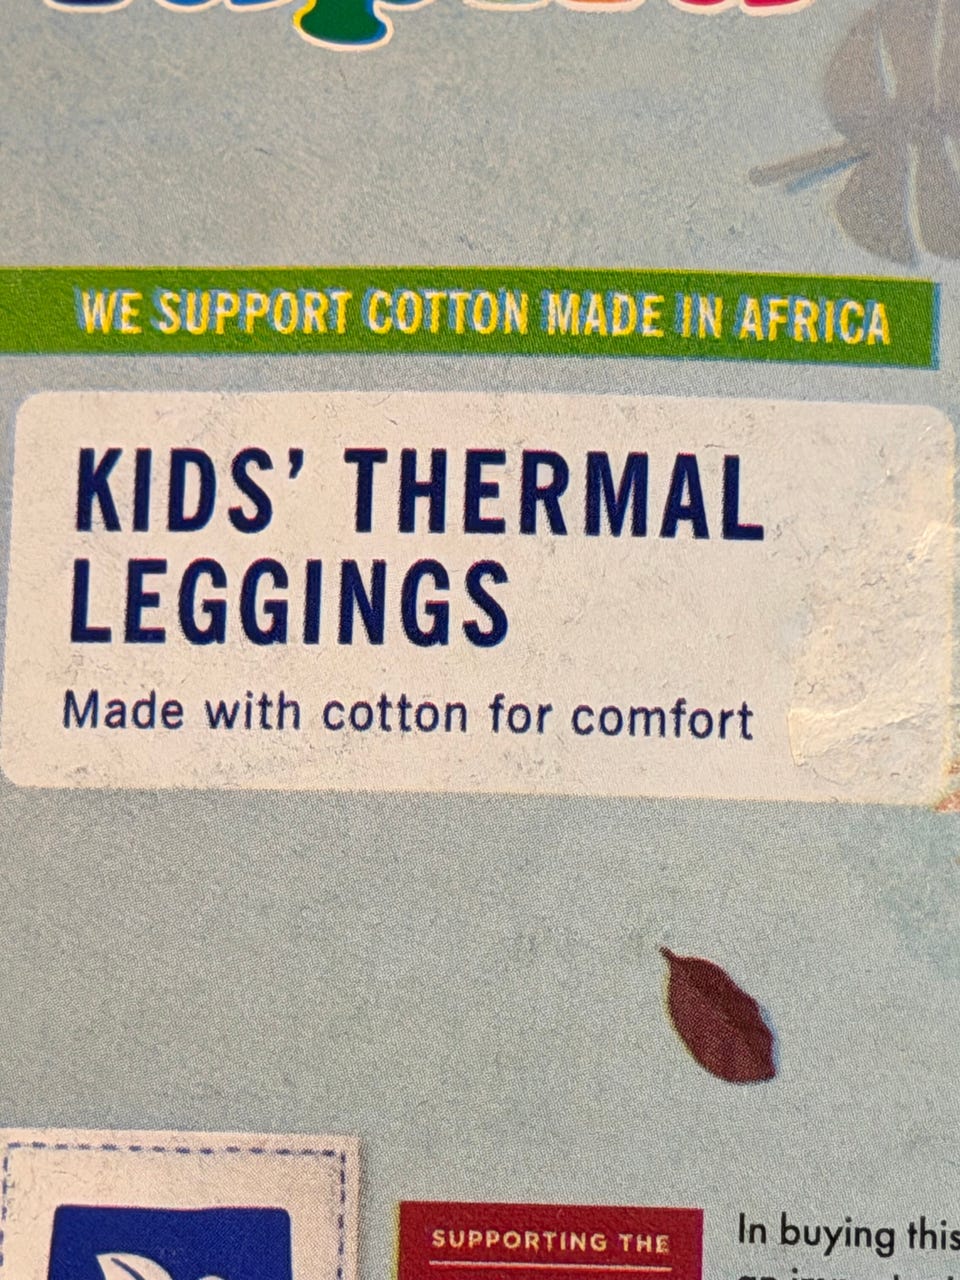 WE SUPPORT COTTON MADE IN AFRICA
KIDS' THERMAL
LEGGINGS
Made with cotton for comfort
SUPPORTING THE
In buying this